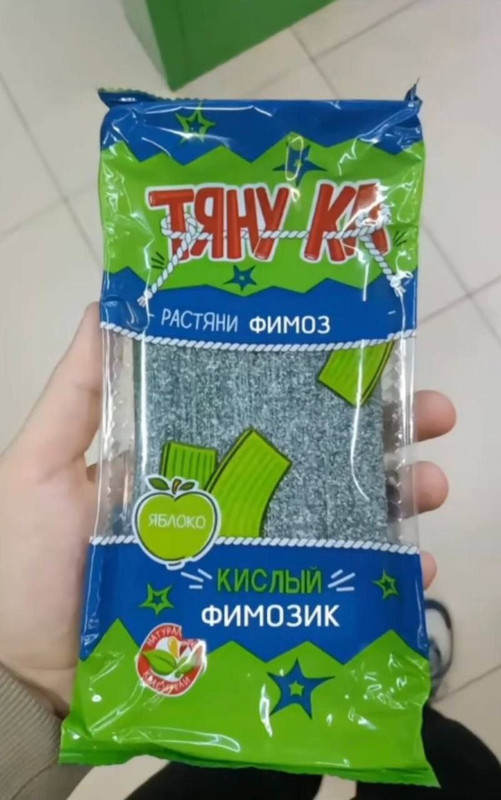 ТЯНУ КА
РАСТЯНИ ФИМОЗ
ЯБЛОКО
КИСЛЫЙ
ФИМОЗИК